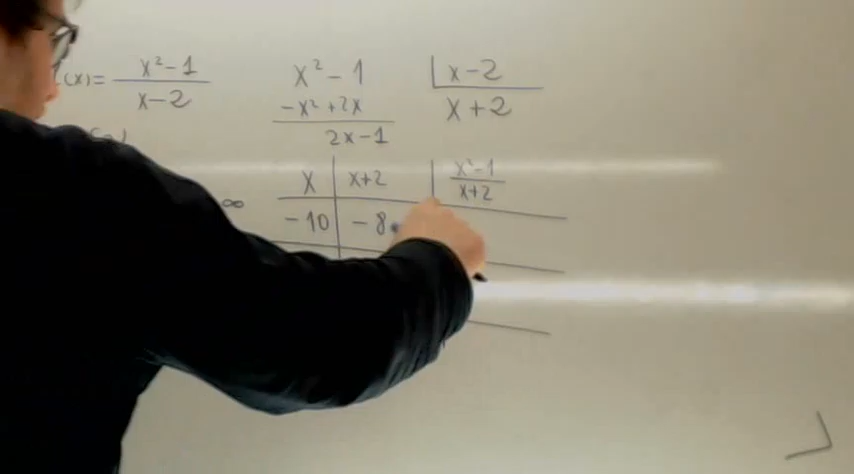 (x) = x²-1 / x-2
x² - 1 | x-2
-x² + 2x x + 2
2x-1
x | x+2 | x²-1 / x+2
∞
-10 | -8